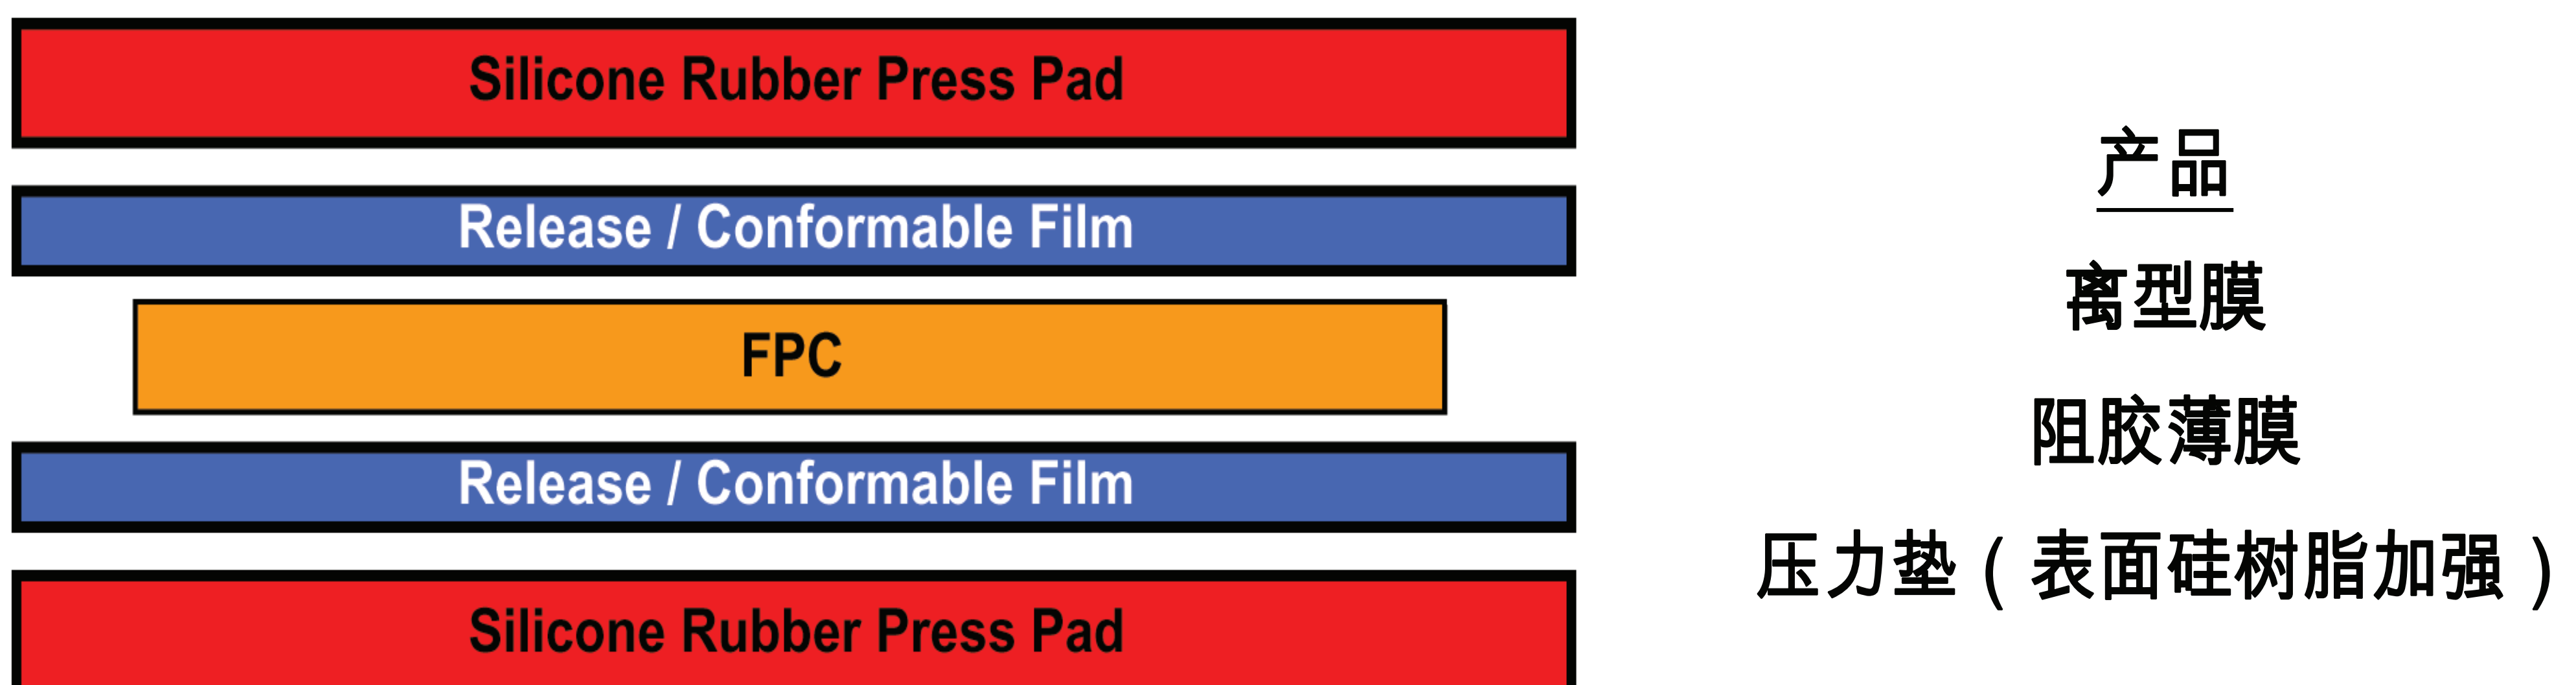 Silicone Rubber Press Pad
Release / Conformable Film
FPC
Release / Conformable Film
Silicone Rubber Press Pad
产品
离型膜
阻胶薄膜
压力垫（表面硅树脂加强）